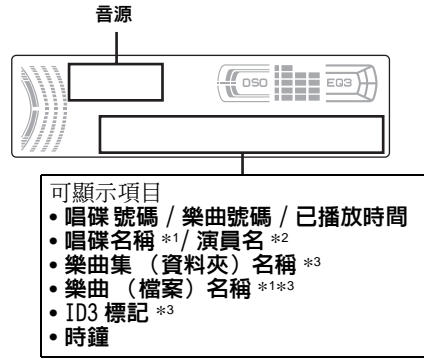 音源
DSO
EQ3
可顯示項目
• 唱碟 號碼 / 樂曲號碼 / 已播放時間
• 唱碟名稱 *1/ 演員名 *2
• 樂曲集 （資料夾）名稱 *3
• 樂曲 （檔案）名稱 *1*3
• ID3 標記 *3
• 時鐘